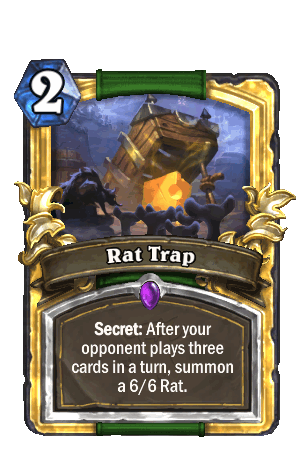 2
Rat Trap
Secret: After your
opponent plays three
cards in a turn, summon
a 6/6 Rat.